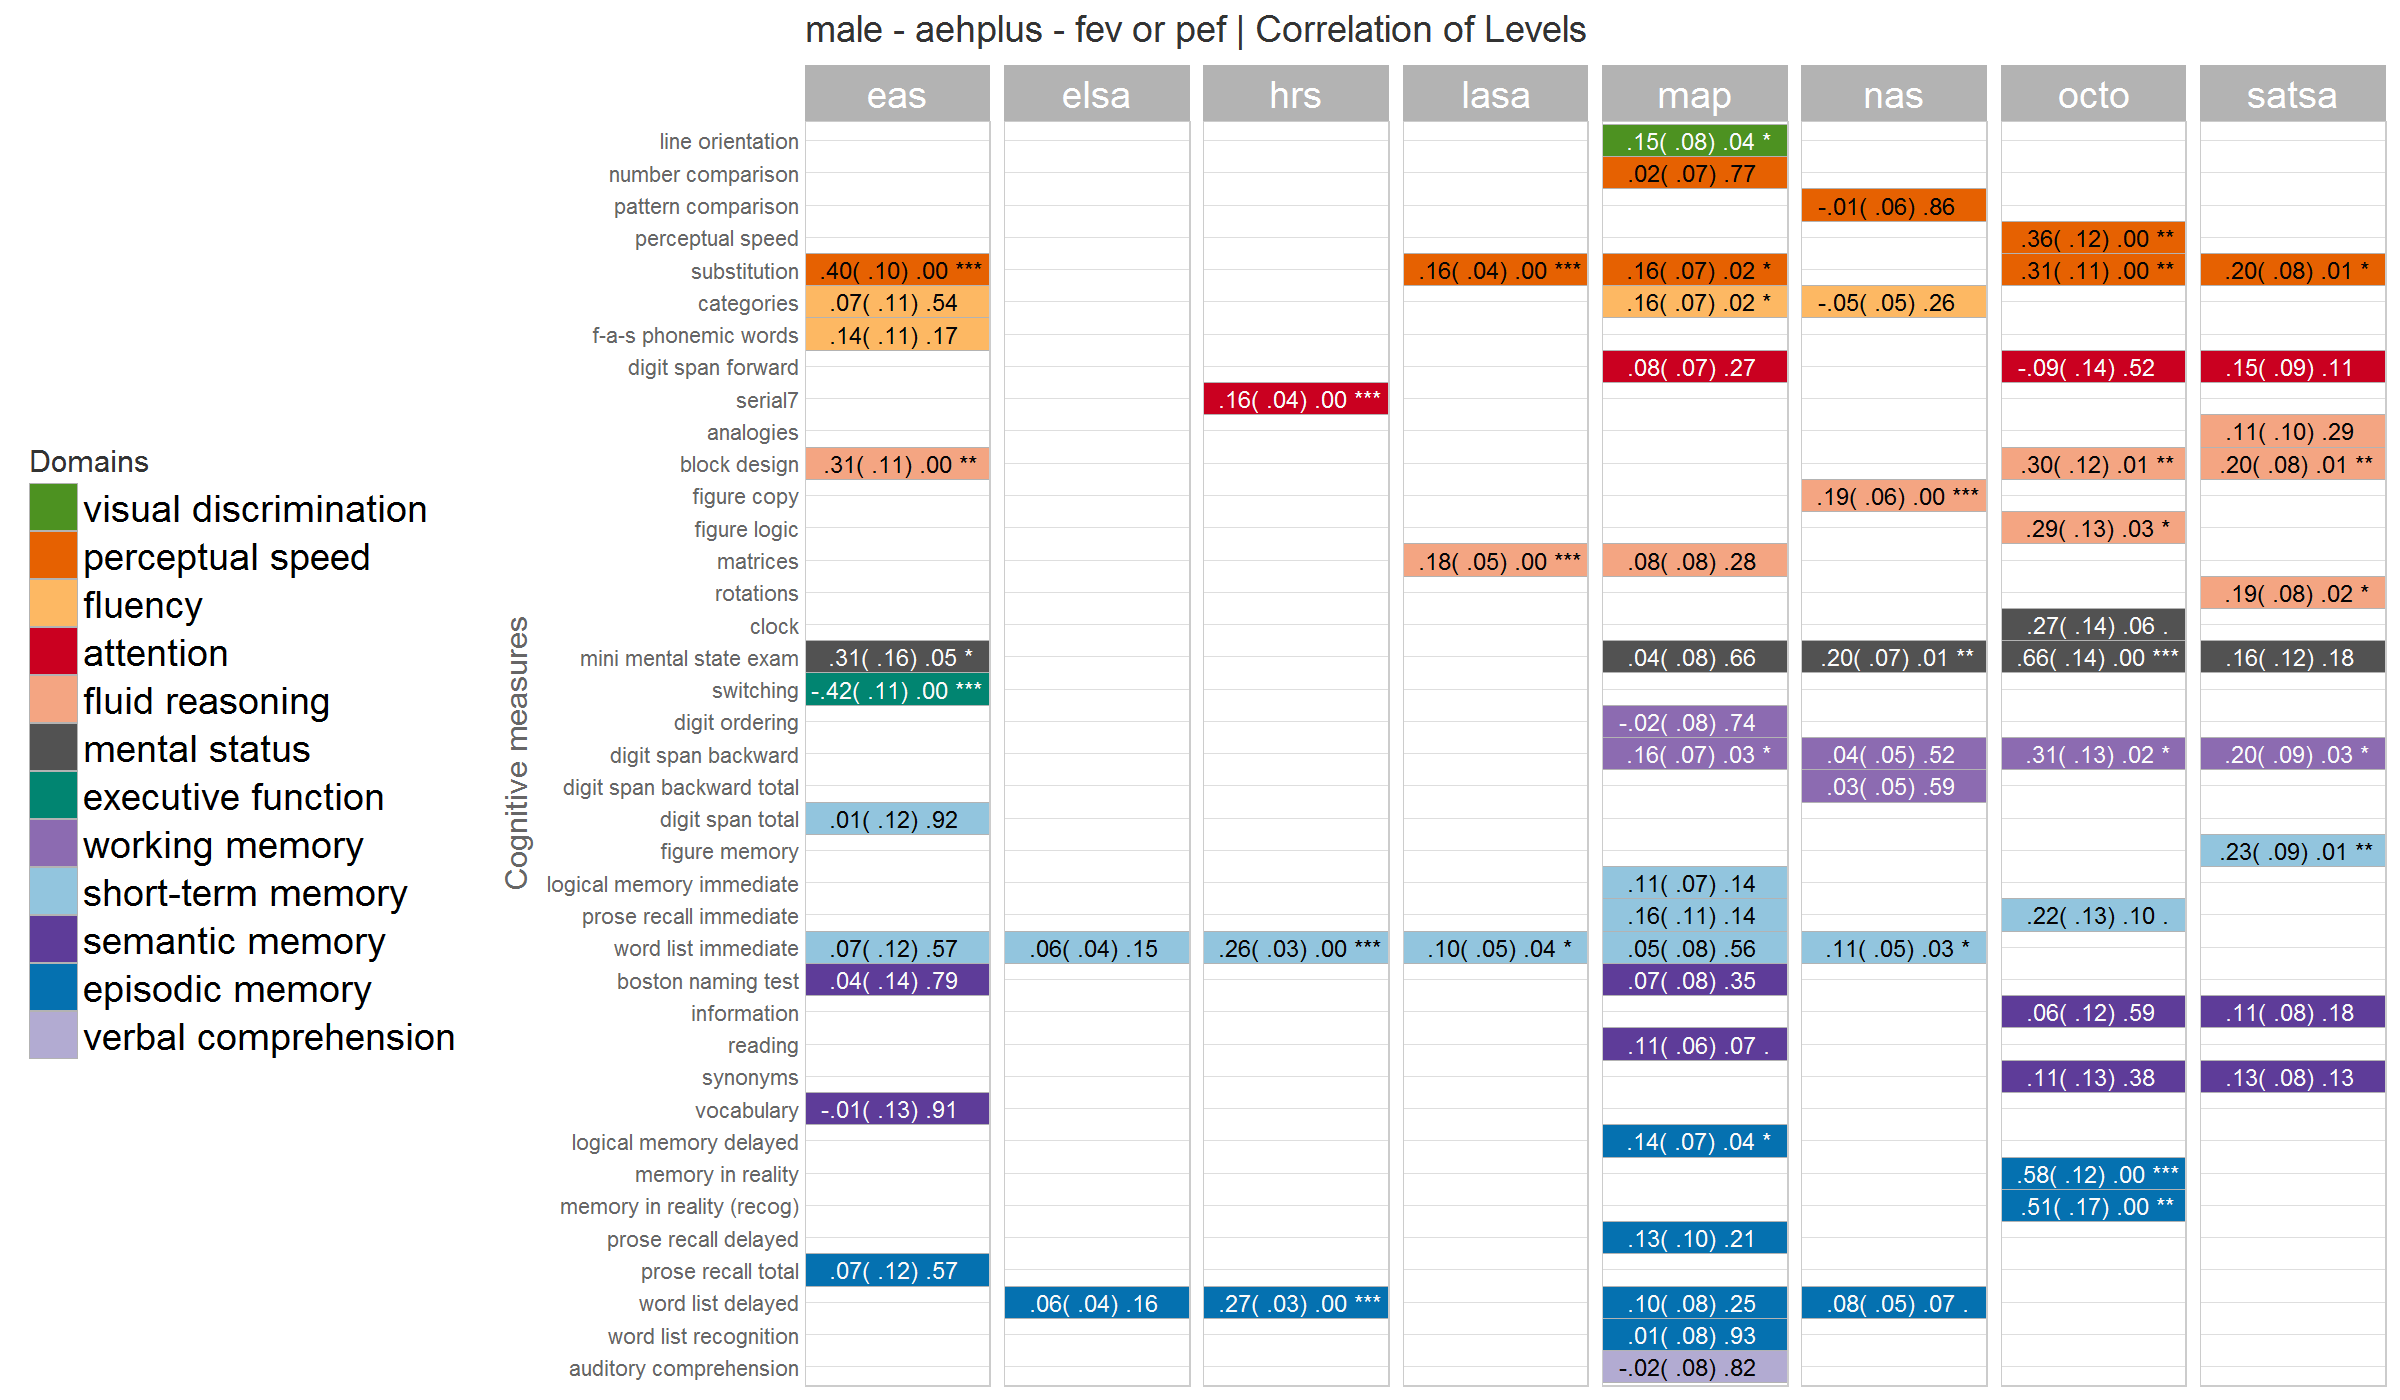 male - aehplus - fev or pef | Correlation of Levels
eas elsa hrs lasa map nas octo satsa
line orientation .15( .08) .04 *
number comparison .02( .07) .77
pattern comparison -.01( .06) .86
perceptual speed .36( .12) .00 **
substitution .40( .10) .00 *** .16( .04) .00 *** .16( .07) .02 * .31( .11) .00 ** .20( .08) .01 *
categories .07( .11) .54 .16( .07) .02 * -.05( .05) .26
f-a-s phonemic words .14( .11) .17
digit span forward .08( .07) .27 -.09( .14) .52 .15( .09) .11
serial7 .16( .04) .00 ***
analogies .11( .10) .29
block design .31( .11) .00 ** .30( .12) .01 ** .20( .08) .01 **
figure copy .19( .06) .00 ***
figure logic .29( .13) .03 *
matrices .18( .05) .00 *** .08( .08) .28
rotations .19( .08) .02 *
clock .27( .14) .06 .
mini mental state exam .31( .16) .05 * .04( .08) .66 .20( .07) .01 ** .66( .14) .00 *** .16( .12) .18
switching -.42( .11) .00 ***
digit ordering -.02( .08) .74
digit span backward .16( .07) .03 * .04( .05) .52 .31( .13) .02 * .20( .09) .03 *
digit span backward total .03( .05) .59
digit span total .01( .12) .92
figure memory .23( .09) .01 **
logical memory immediate .11( .07) .14
prose recall immediate .16( .11) .14 .22( .13) .10 .
word list immediate .07( .12) .57 .06( .04) .15 .26( .03) .00 *** .10( .05) .04 * .05( .08) .56 .11( .05) .03 *
boston naming test .04( .14) .79 .07( .08) .35
information .06( .12) .59 .11( .08) .18
reading .11( .06) .07 .
synonyms .11( .13) .38 .13( .08) .13
vocabulary -.01( .13) .91
logical memory delayed .14( .07) .04 *
memory in reality .58( .12) .00 ***
memory in reality (recog) .51( .17) .00 **
prose recall delayed .13( .10) .21
prose recall total .07( .12) .57
word list delayed .06( .04) .16 .27( .03) .00 *** .10( .08) .25 .08( .05) .07 .
word list recognition .01( .08) .93
auditory comprehension -.02( .08) .82
Cognitive measures
Domains
visual discrimination
perceptual speed
fluency
attention
fluid reasoning
mental status
executive function
working memory
short-term memory
semantic memory
episodic memory
verbal comprehension